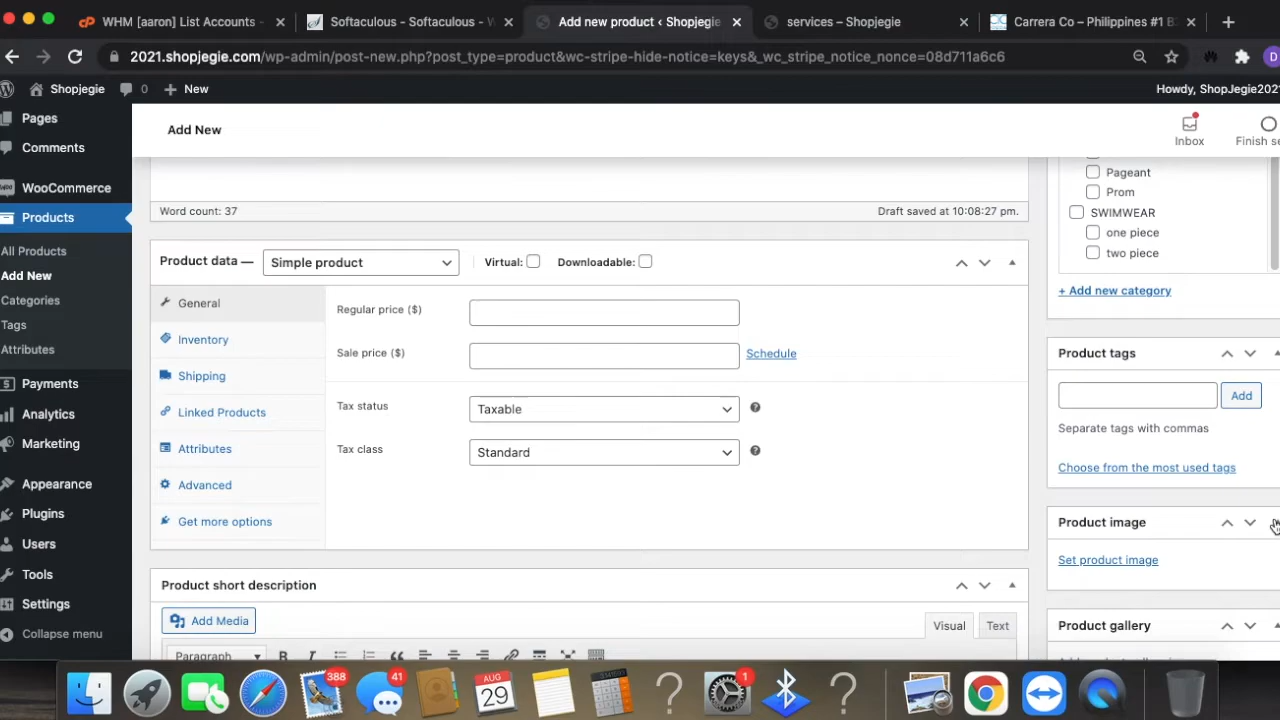 WHM [aaron] List Accounts -
Softaculous - Softaculous - W
Add new product ‹ Shopjegie
services – Shopjegie
Carrera Co – Philippines #1 B
2021.shopjegie.com/wp-admin/post-new.php?post_type=product&wc-stripe-hide-notice=keys&_wc_stripe_notice_nonce=08d711a6c6
D
Shopjegie
0
New
Howdy, ShopJegie2021
Pages
Comments
WooCommerce
Products
All Products
Add New
Categories
Tags
Attributes
Payments
Analytics
Marketing
Appearance
Plugins
Users
Tools
Settings
Collapse menu
Add New
Inbox
Finish se
Word count: 37
Draft saved at 10:08:27 pm.
Product data —
Simple product
Virtual:
Downloadable:
General
Inventory
Shipping
Linked Products
Attributes
Advanced
Get more options
Regular price ($)
Sale price ($)
Schedule
Tax status
Taxable
Tax class
Standard
Product short description
Add Media
Visual
Text
Paragraph
B
I
Pageant
Prom
SWIMWEAR
one piece
two piece
+ Add new category
Product tags
Add
Separate tags with commas
Choose from the most used tags
Product image
Set product image
Product gallery
388
41
AUG
29
1